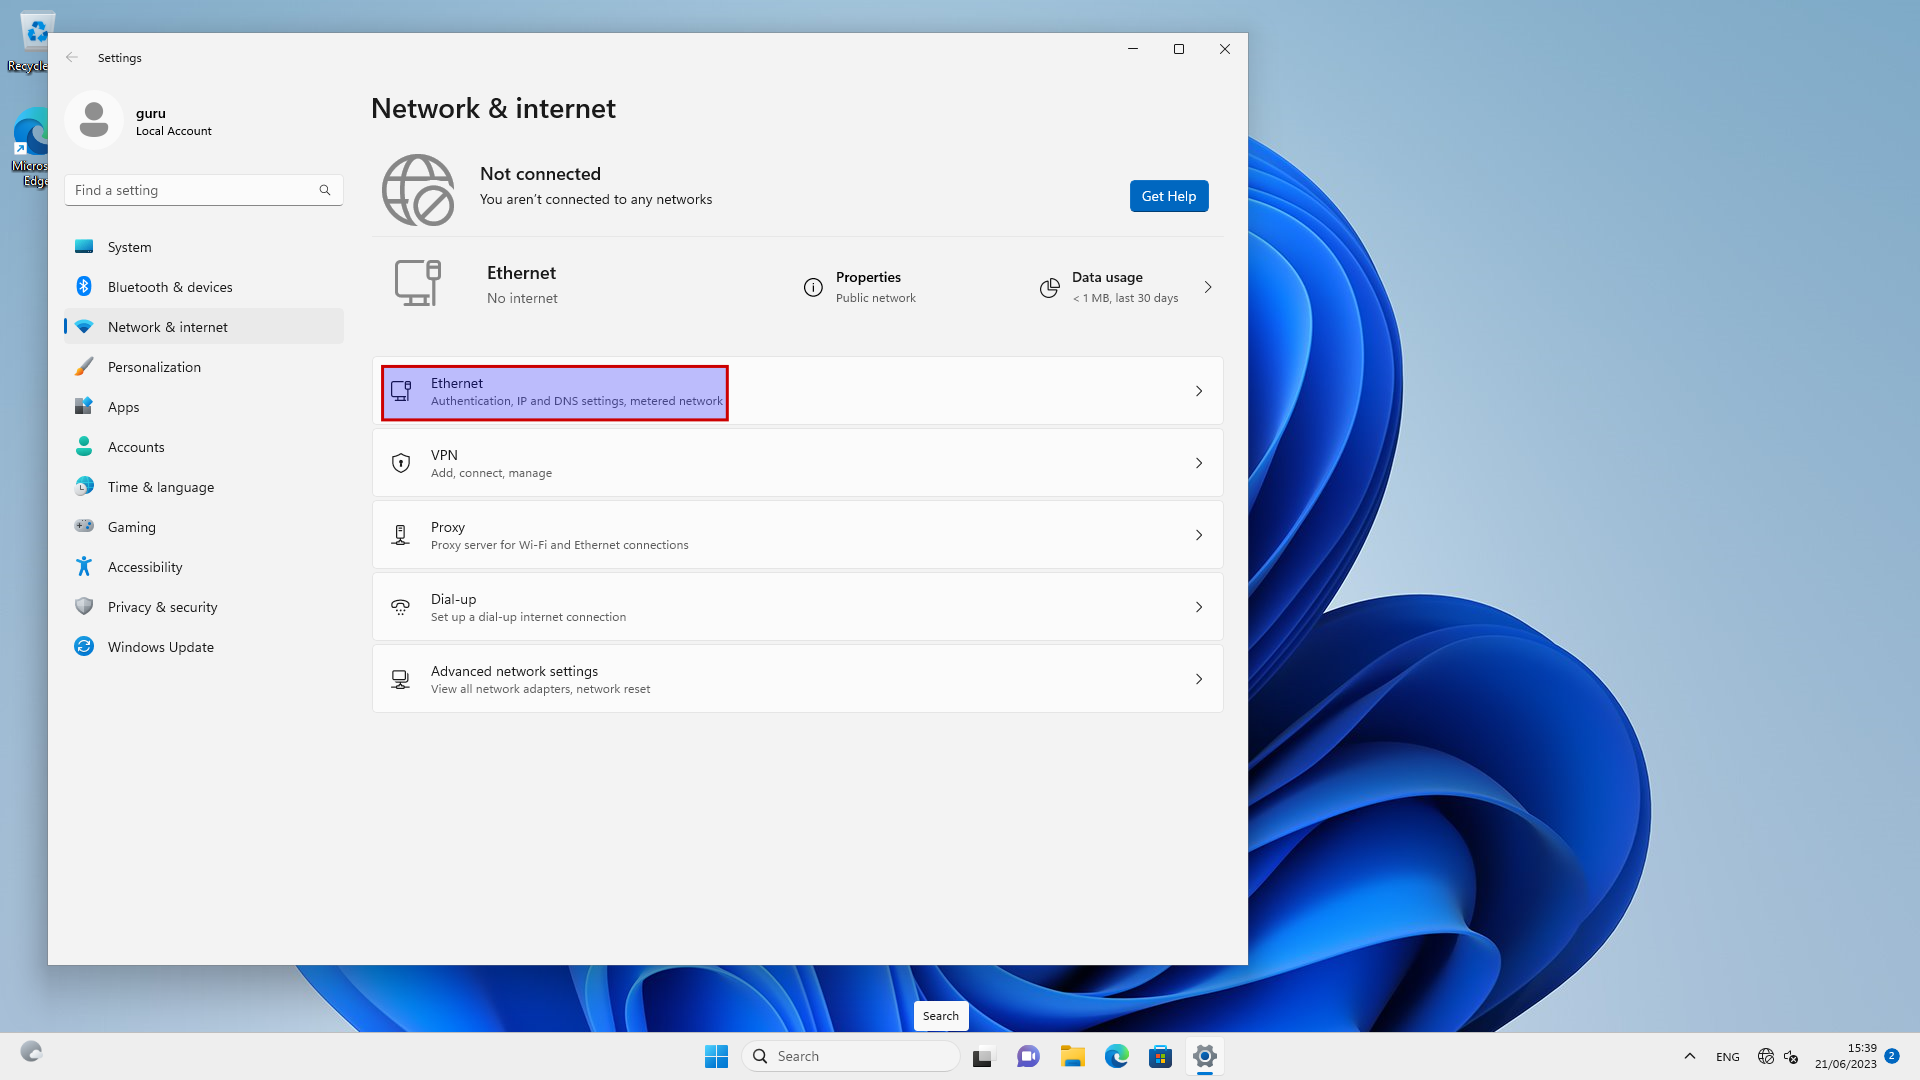 Recycle
Micros
Edge
Settings
guru
Local Account
Find a setting
System
Bluetooth & devices
Network & internet
Personalization
Apps
Accounts
Time & language
Gaming
Accessibility
Privacy & security
Windows Update
Network & internet
Not connected
You aren't connected to any networks
Get Help
Ethernet
No internet
Properties
Public network
Data usage
< 1 MB, last 30 days
Ethernet
Authentication, IP and DNS settings, metered network
VPN
Add, connect, manage
Proxy
Proxy server for Wi-Fi and Ethernet connections
Dial-up
Set up a dial-up internet connection
Advanced network settings
View all network adapters, network reset
Search
Search
ENG
15:39
21/06/2023
2